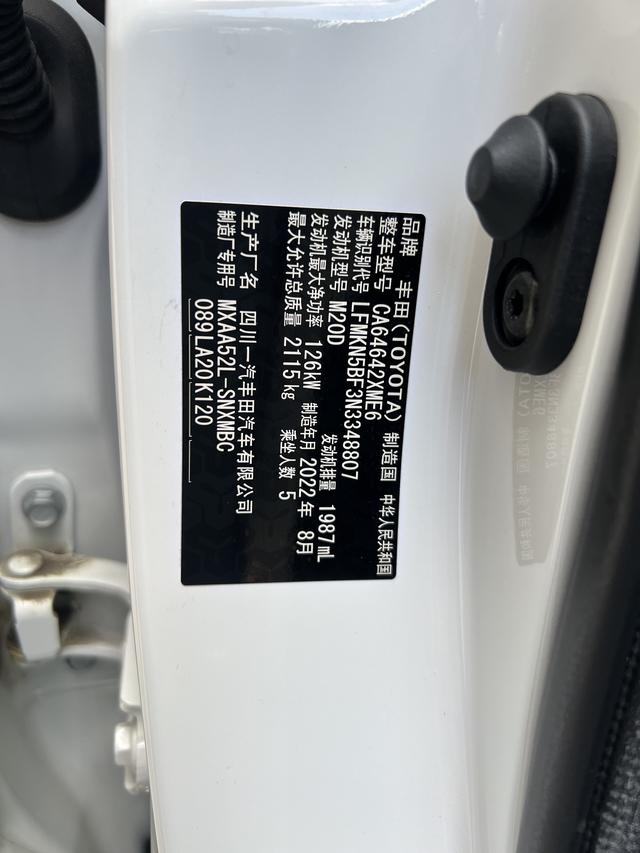 品牌 丰田(TOYOTA) 制造国 中华人民共和国
整车型号 CA64642XME6
车辆识别代号 LFMKN5BF3N3348807
发动机型号 M20D 发动机排量 1987mL
发动机最大净功率 126kW 制造年月 2022年 8月
最大允许总质量 2115kg 乘坐人数 5
生产厂名 四川一汽丰田汽车有限公司
制造厂专用号 MXAA52L-SNXMBC
089LA20K120